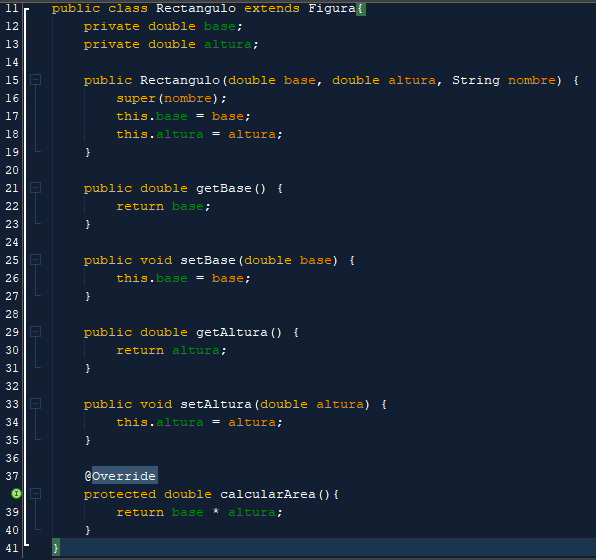 11 public class Rectangulo extends Figura{
12 private double base;
13 private double altura;
14
15 public Rectangulo(double base, double altura, String nombre) {
16 super(nombre);
17 this.base = base;
18 this.altura = altura;
19 }
20
21 public double getBase() {
22 return base;
23 }
24
25 public void setBase(double base) {
26 this.base = base;
27 }
28
29 public double getAltura() {
30 return altura;
31 }
32
33 public void setAltura(double altura) {
34 this.altura = altura;
35 }
36
37 @Override
protected double calcularArea(){
39 return base * altura;
40 }
41 }